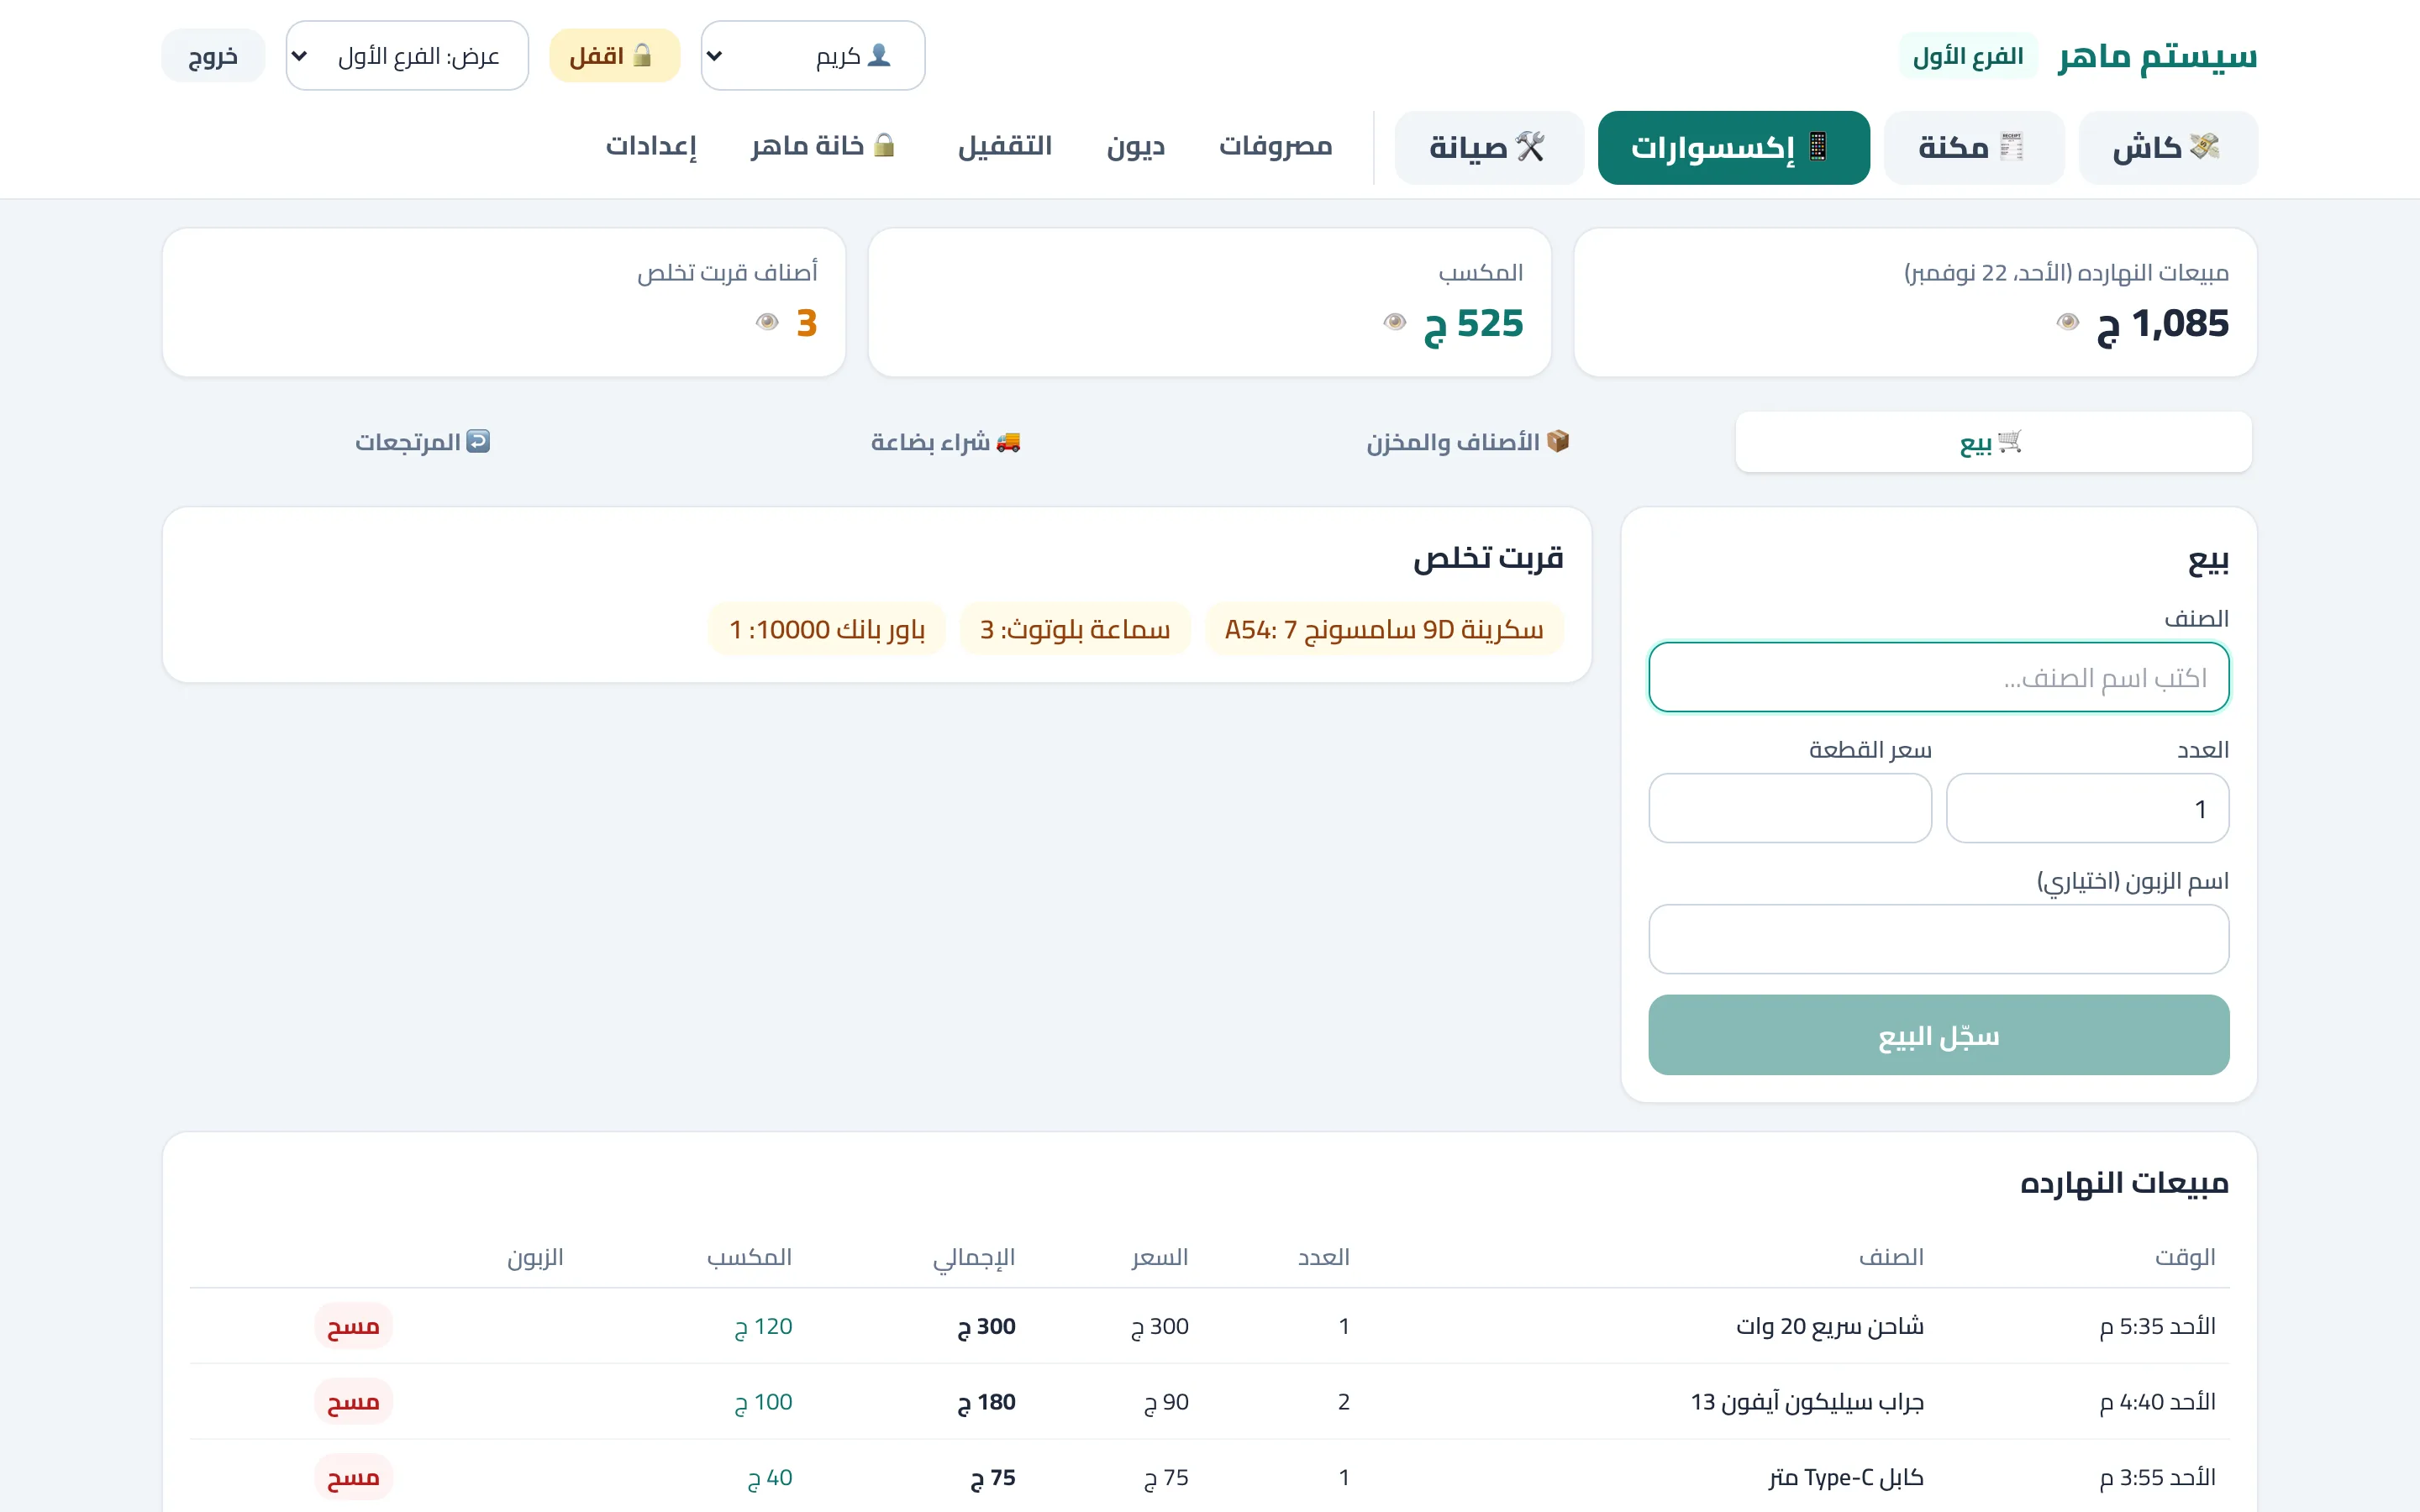 سيستم ماهر الفرع الأول كريم اقفل عرض: الفرع الأول خروج
كاش مكنة إكسسوارات صيانة مصروفات ديون التقفيل خانة ماهر إعدادات
مبيعات النهارده (الأحد، 22 نوفمبر)
1,085 ج
المكسب
525 ج
أصناف قربت تخلص
3
بيع الأصناف والمخزن شراء بضاعة المرتجعات
بيع
الصنف
اكتب اسم الصنف...
العدد سعر القطعة
1
اسم الزبون (اختياري)
سجّل البيع
قربت تخلص
سكرينة 9D سامسونج A54: 7 سماعة بلوتوث: 3 باور بانك 10000: 1
مبيعات النهارده
الوقت الصنف العدد السعر الإجمالي المكسب الزبون
الأحد 5:35 م شاحن سريع 20 وات 1 300 ج 300 ج 120 ج مسح
الأحد 4:40 م جراب سيليكون آيفون 13 2 90 ج 180 ج 100 ج مسح
الأحد 3:55 م كابل Type-C متر 1 75 ج 75 ج 40 ج مسح